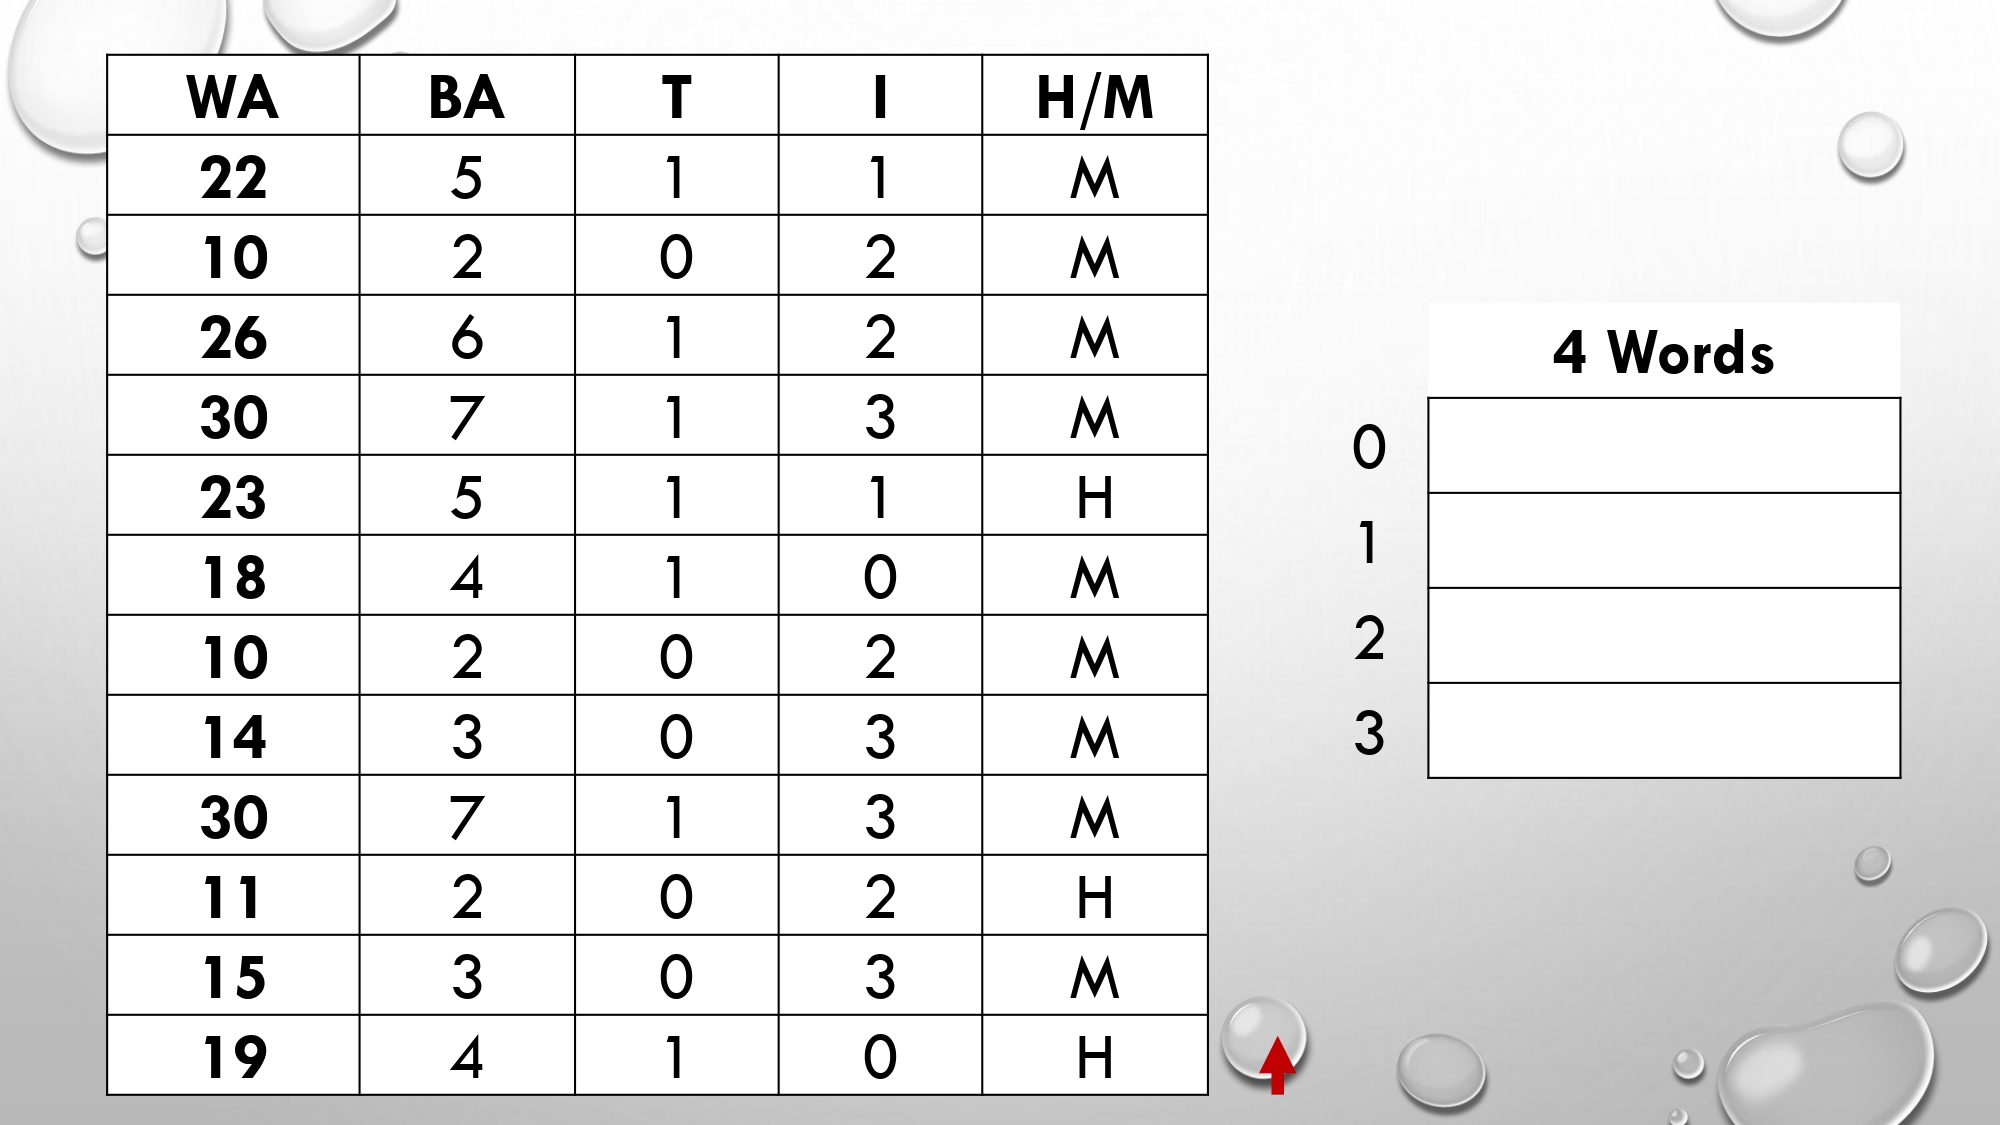 WA BA T I H/M
22 5 1 1 M
10 2 0 2 M
26 6 1 2 M
30 7 1 3 M
23 5 1 1 H
18 4 1 0 M
10 2 0 2 M
14 3 0 3 M
30 7 1 3 M
11 2 0 2 H
15 3 0 3 M
19 4 1 0 H
4 Words
0
1
2
3